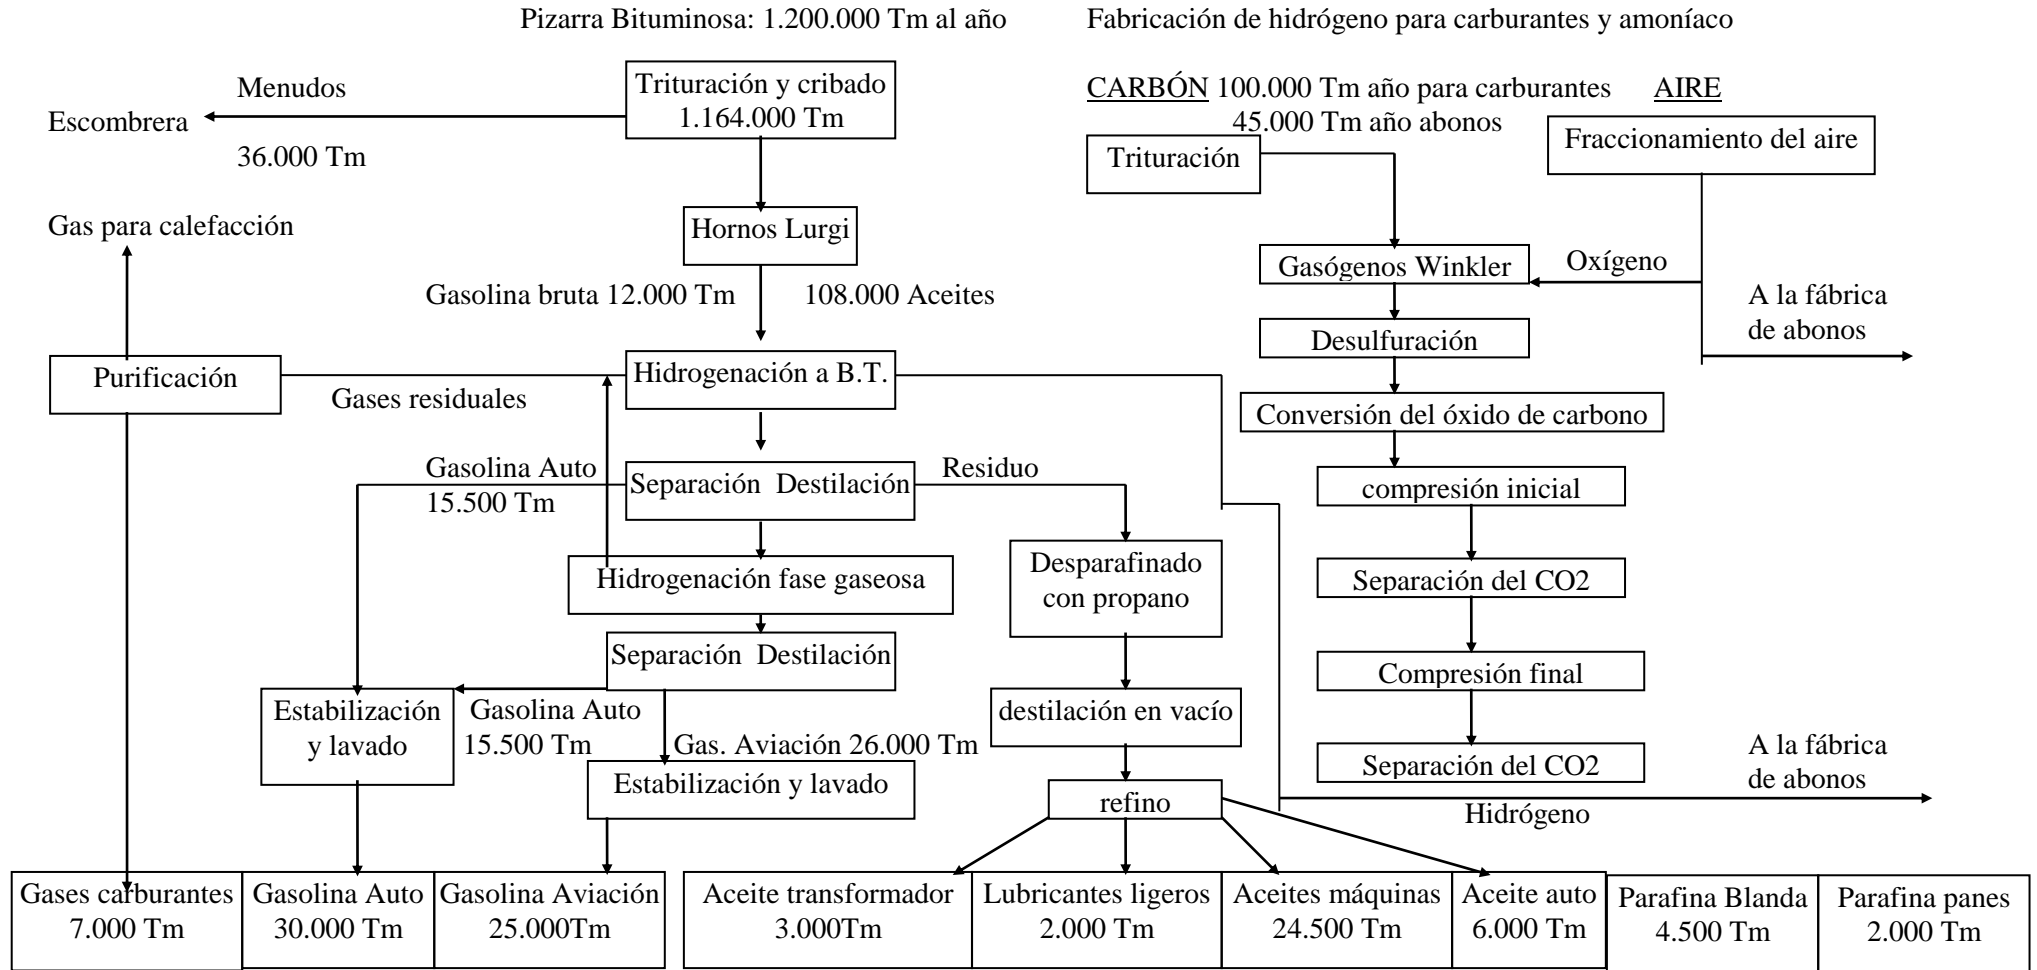 Pizarra Bituminosa: 1.200.000 Tm al año
Fabricación de hidrógeno para carburantes y amoníaco
Menudos
Escombrera
36.000 Tm
Trituración y cribado
1.164.000 Tm
CARBÓN 100.000 Tm año para carburantes
45.000 Tm año abonos
AIRE
Trituración
Fraccionamiento del aire
Gas para calefacción
Hornos Lurgi
Gasógenos Winkler
Oxígeno
Gasolina bruta 12.000 Tm
108.000 Aceites
A la fábrica
de abonos
Desulfuración
Purificación
Gases residuales
Hidrogenación a B.T.
Conversión del óxido de carbono
Gasolina Auto
15.500 Tm
Separación Destilación
Residuo
compresión inicial
Hidrogenación fase gaseosa
Desparafinado
con propano
Separación del CO2
Separación Destilación
Compresión final
Estabilización
y lavado
Gasolina Auto
15.500 Tm
Gas. Aviación 26.000 Tm
destilación en vacío
Estabilización y lavado
refino
Separación del CO2
A la fábrica
de abonos
Hidrógeno
Gases carburantes
7.000 Tm
Gasolina Auto
30.000 Tm
Gasolina Aviación
25.000Tm
Aceite transformador
3.000Tm
Lubricantes ligeros
2.000 Tm
Aceites máquinas
24.500 Tm
Aceite auto
6.000 Tm
Parafina Blanda
4.500 Tm
Parafina panes
2.000 Tm